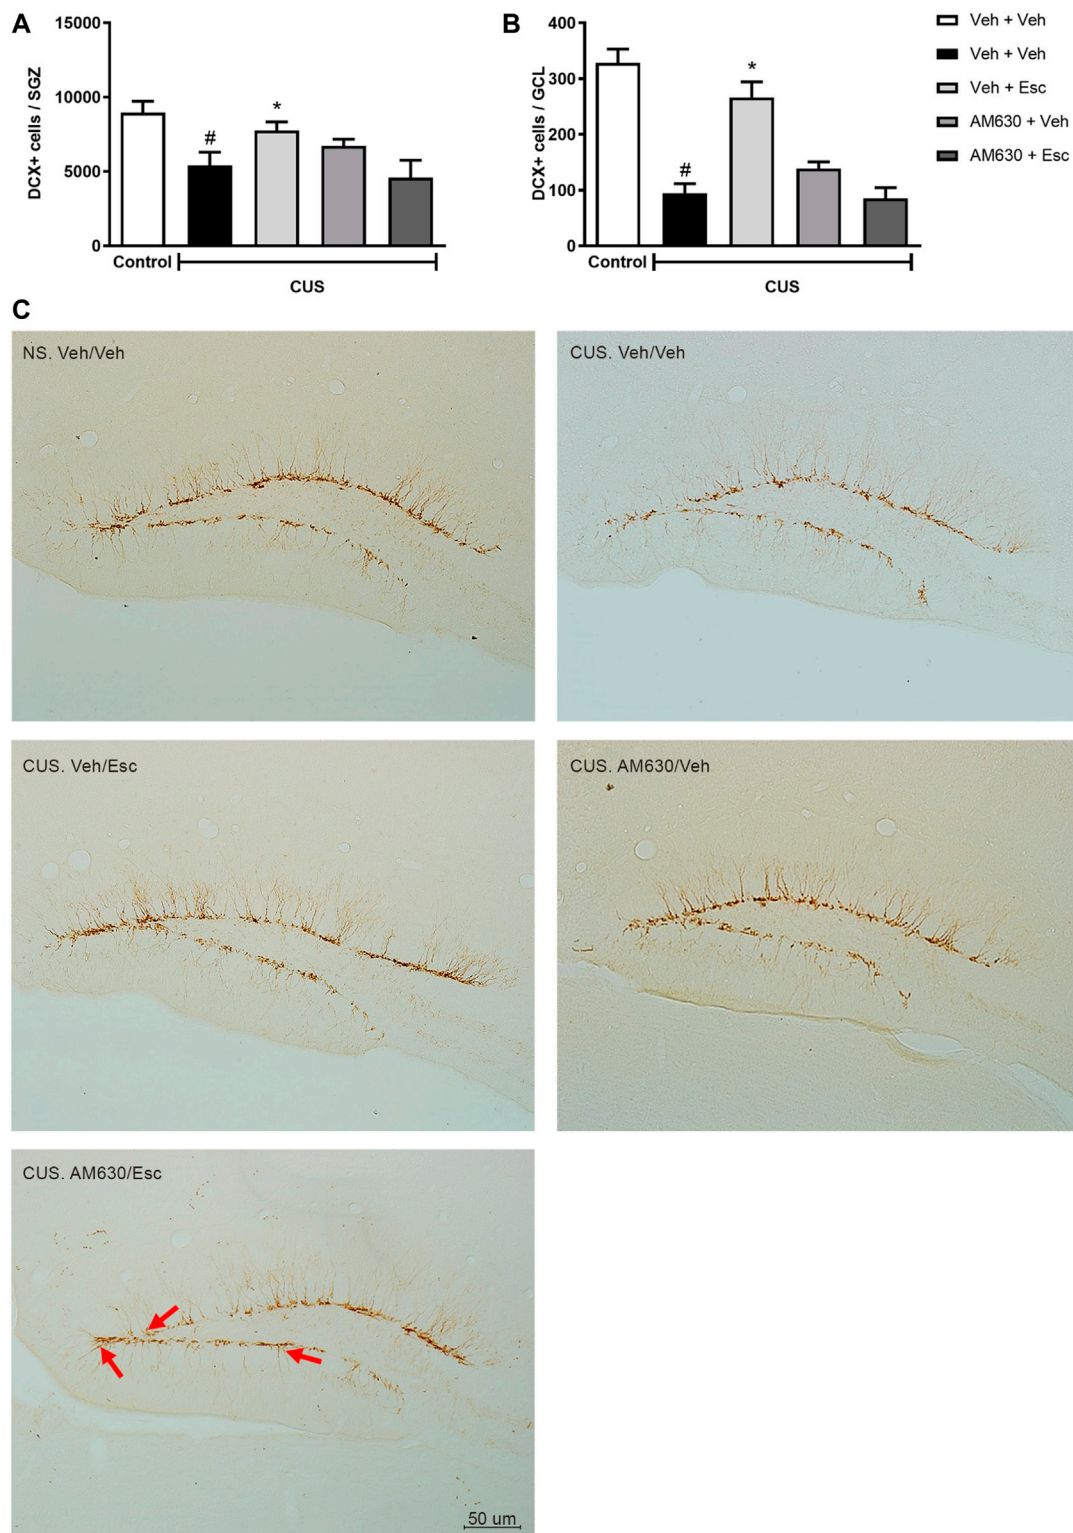 A
15000
10000
5000
0
DCX+ cells / SGZ
#
*
Control
CUS
B
400
300
200
100
0
DCX+ cells / GCL
#
*
Control
CUS
Veh + Veh
Veh + Veh
Veh + Esc
AM630 + Veh
AM630 + Esc
C
NS. Veh/Veh
CUS. Veh/Veh
CUS. Veh/Esc
CUS. AM630/Veh
CUS. AM630/Esc
50 um